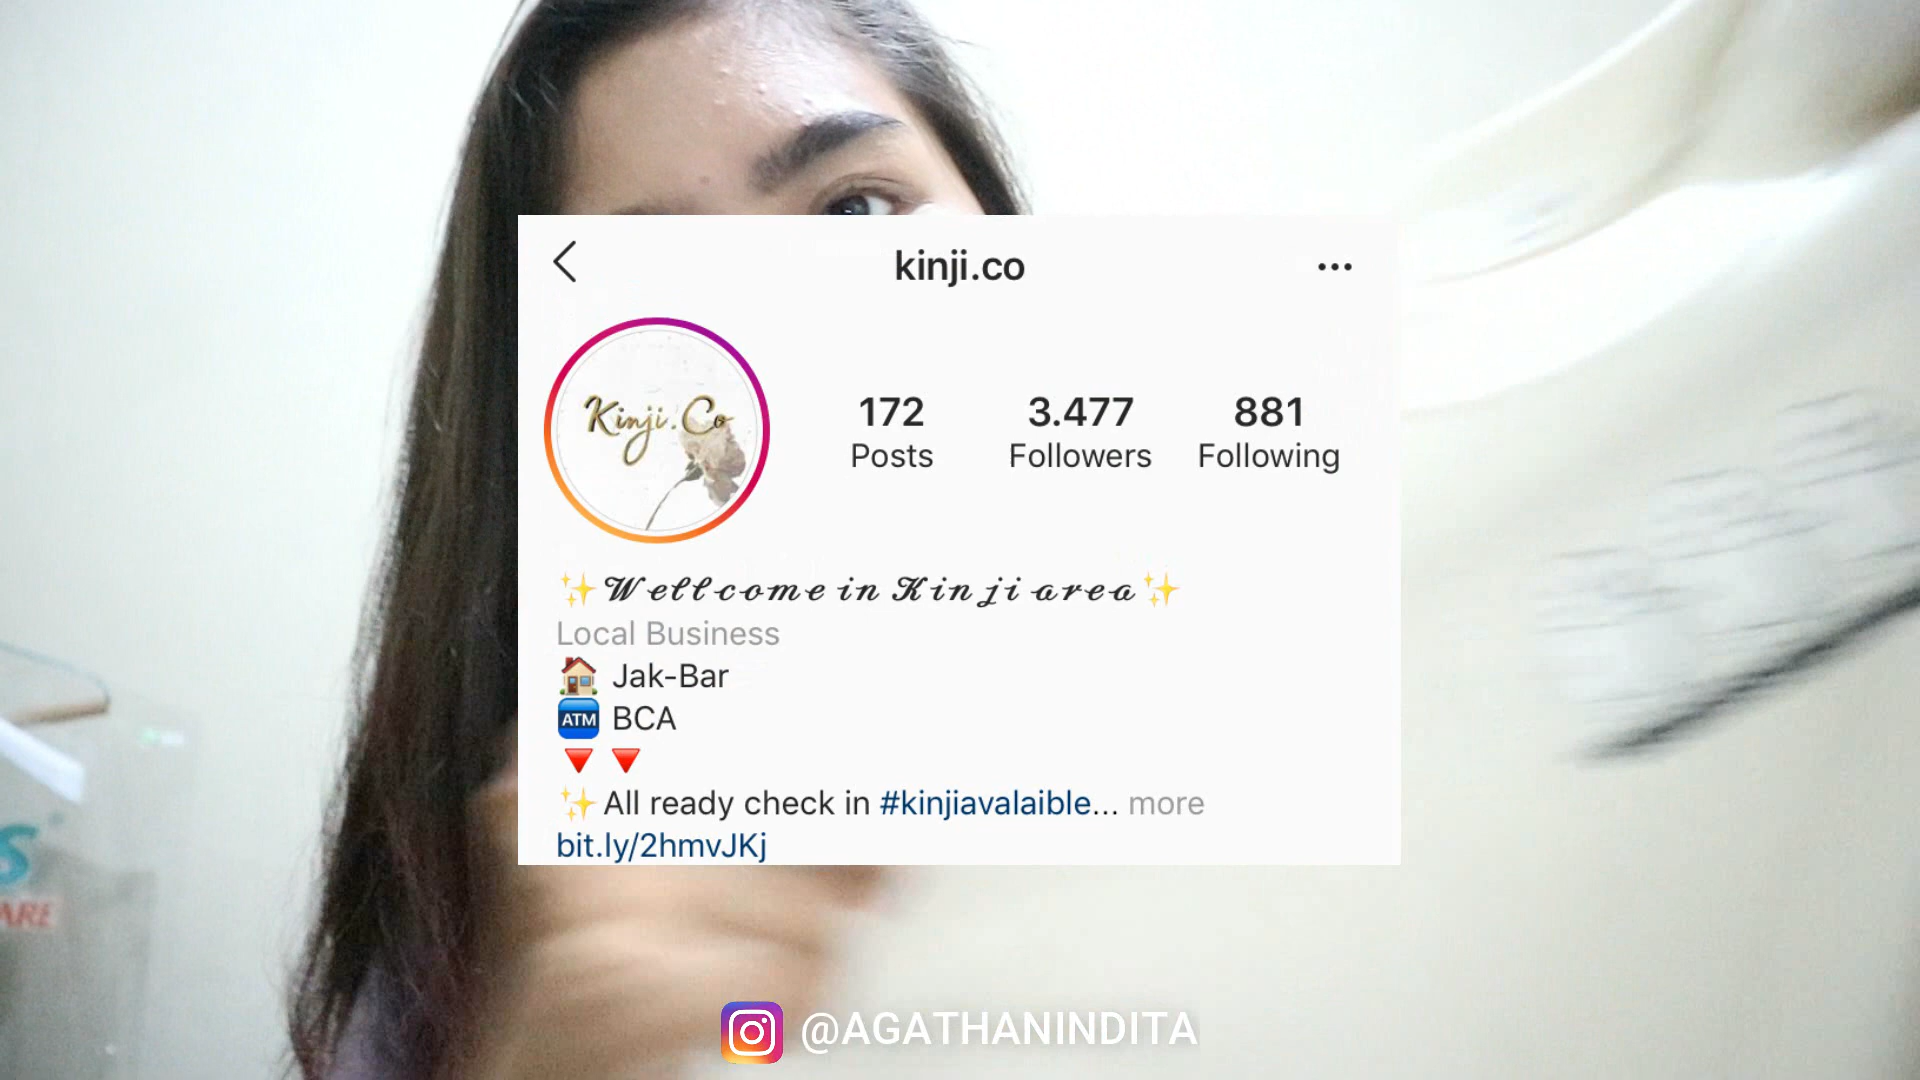 kinji.co
Kinji.Co
172
3.477
881
Posts
Followers
Following
✨𝓦𝓮𝓵𝓵𝓬𝓸𝓶𝓮 𝓲𝓷 𝓚𝓲𝓷𝓳𝓲 𝓪𝓻𝓮𝓪✨
Local Business
🏠 Jak-Bar
🏧 BCA
🔻 🔻
✨All ready check in #kinjiavalaible... more
bit.ly/2hmvJKj
S
ARE
@AGATHANINDITA